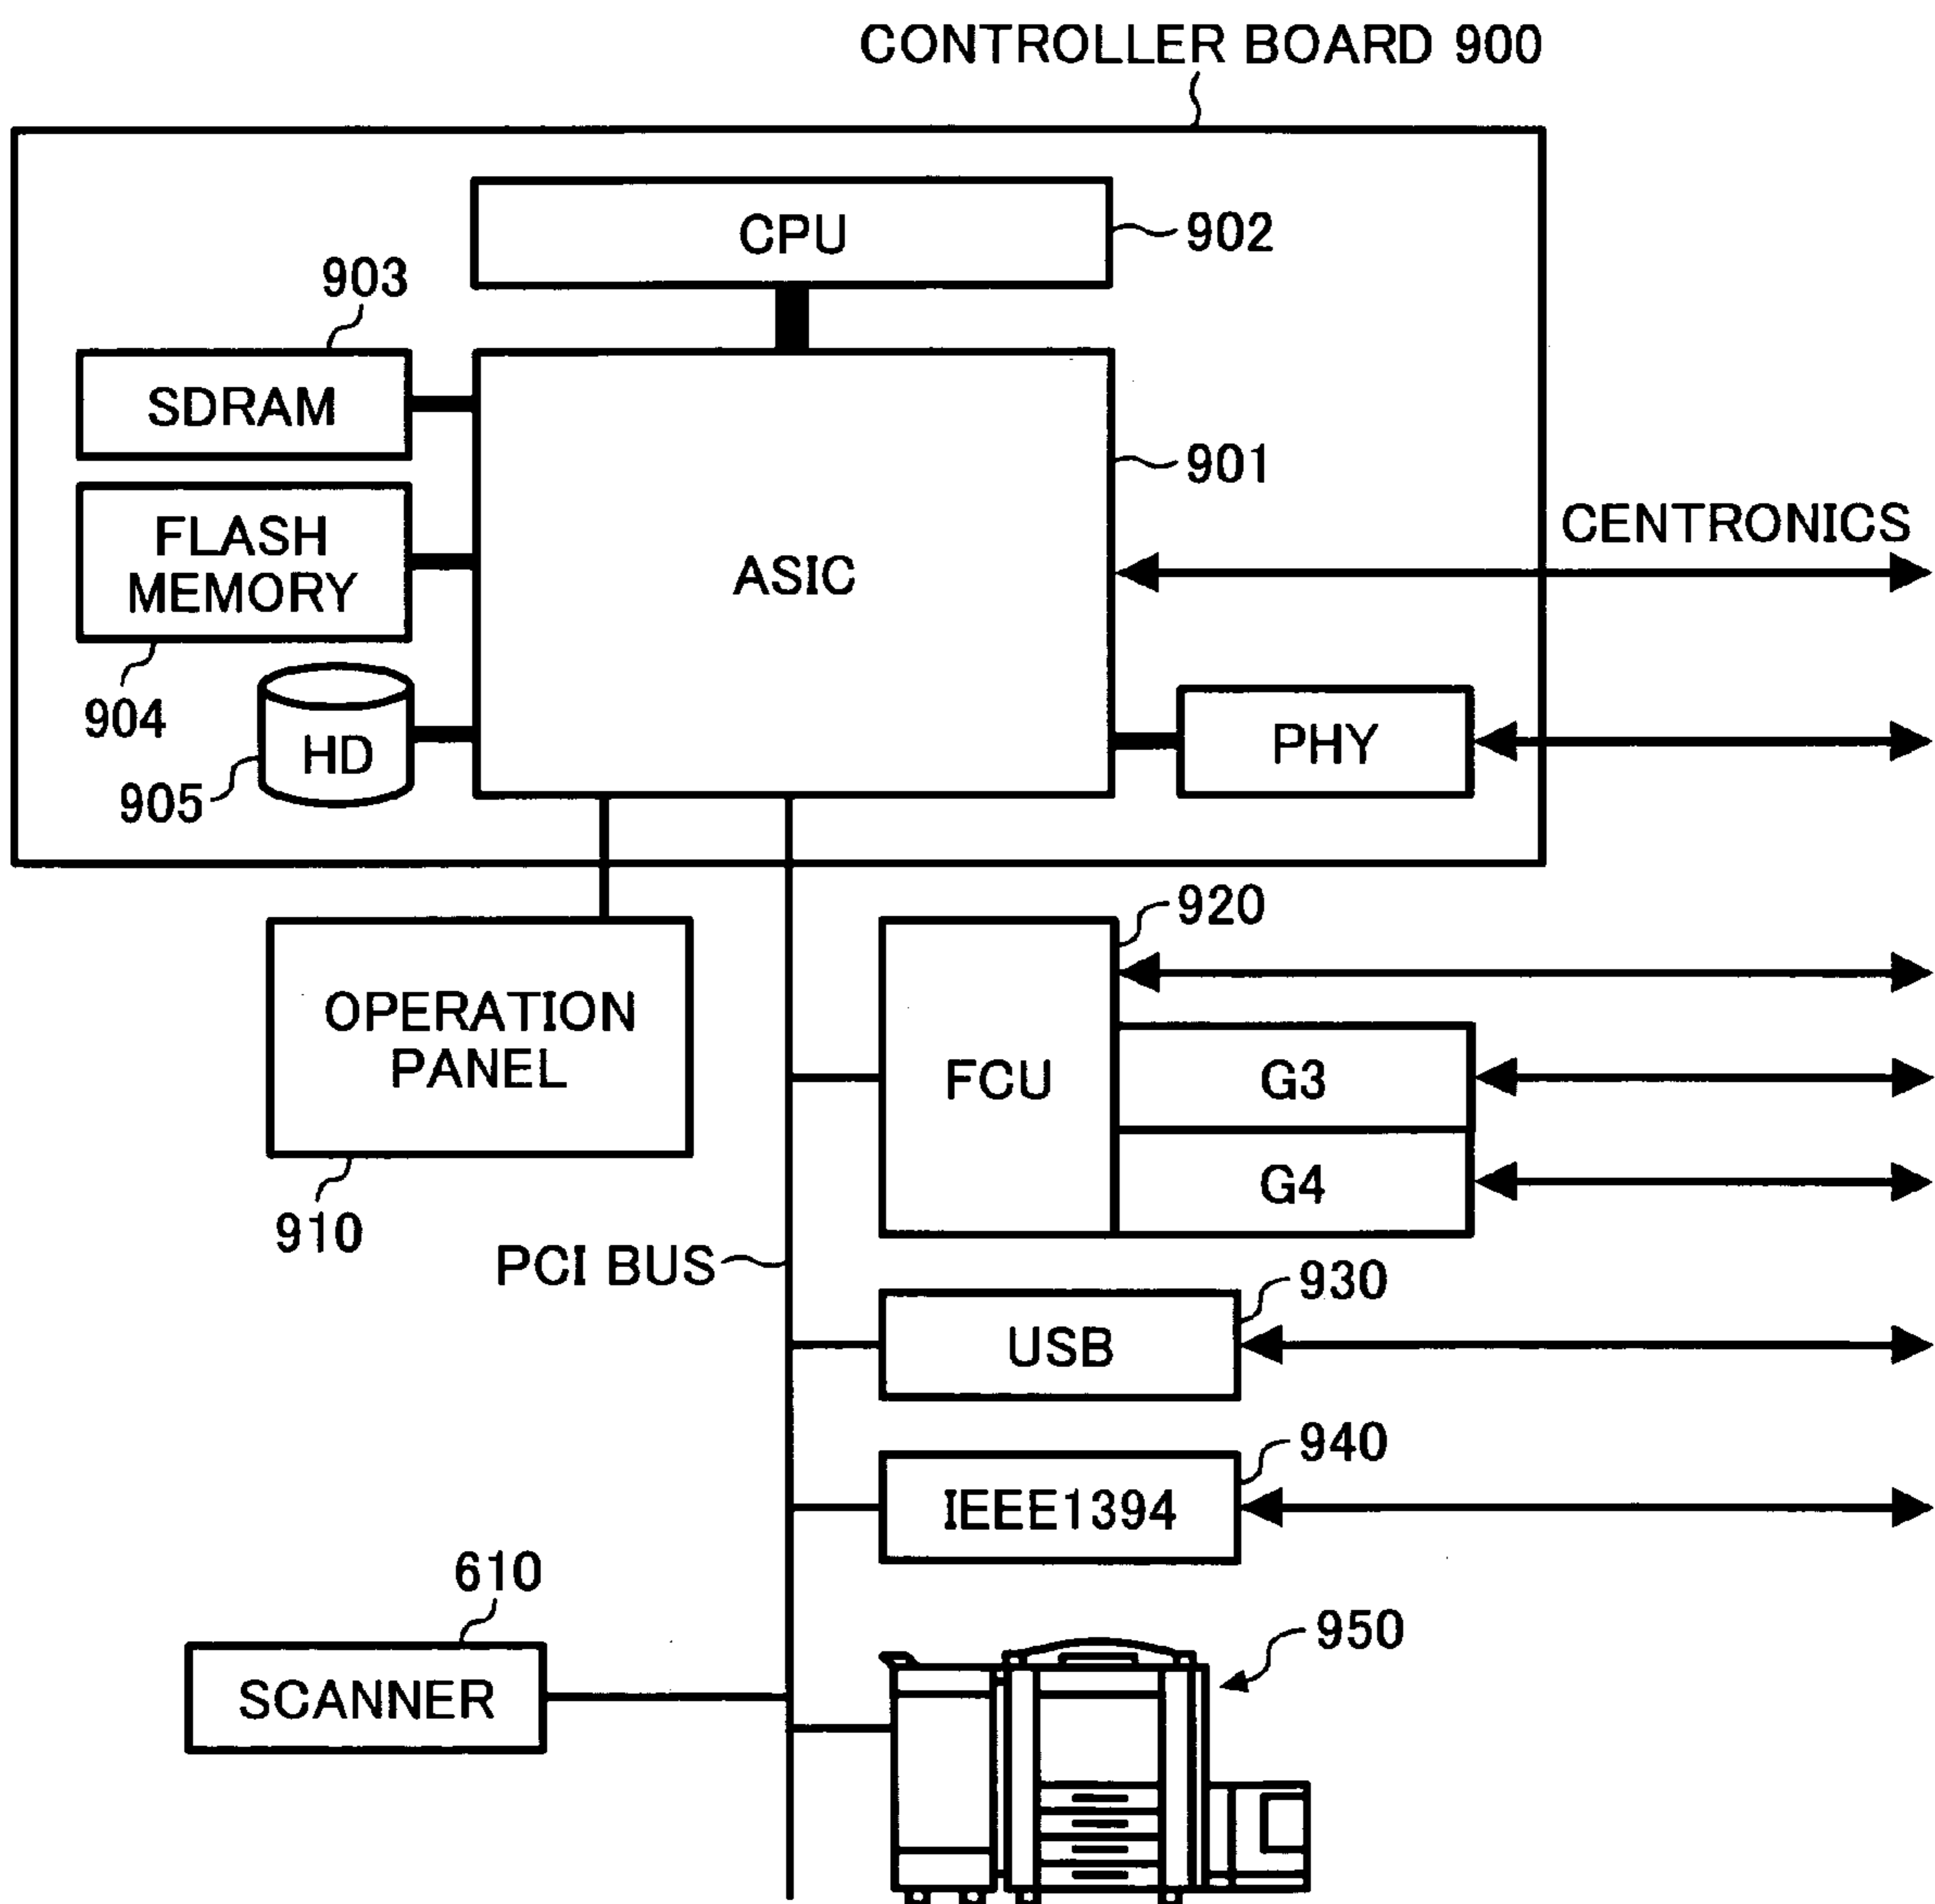 CONTROLLER BOARD 900
CPU
902
903
SDRAM
901
FLASH
MEMORY
ASIC
CENTRONICS
904
HD
905
PHY
920
OPERATION
PANEL
FCU
G3
G4
910
PCI BUS
930
USB
940
IEEE1394
610
SCANNER
950